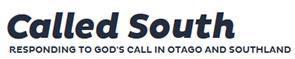 Called South
RESPONDING TO GOD'S CALL IN OTAGO AND SOUTHLAND